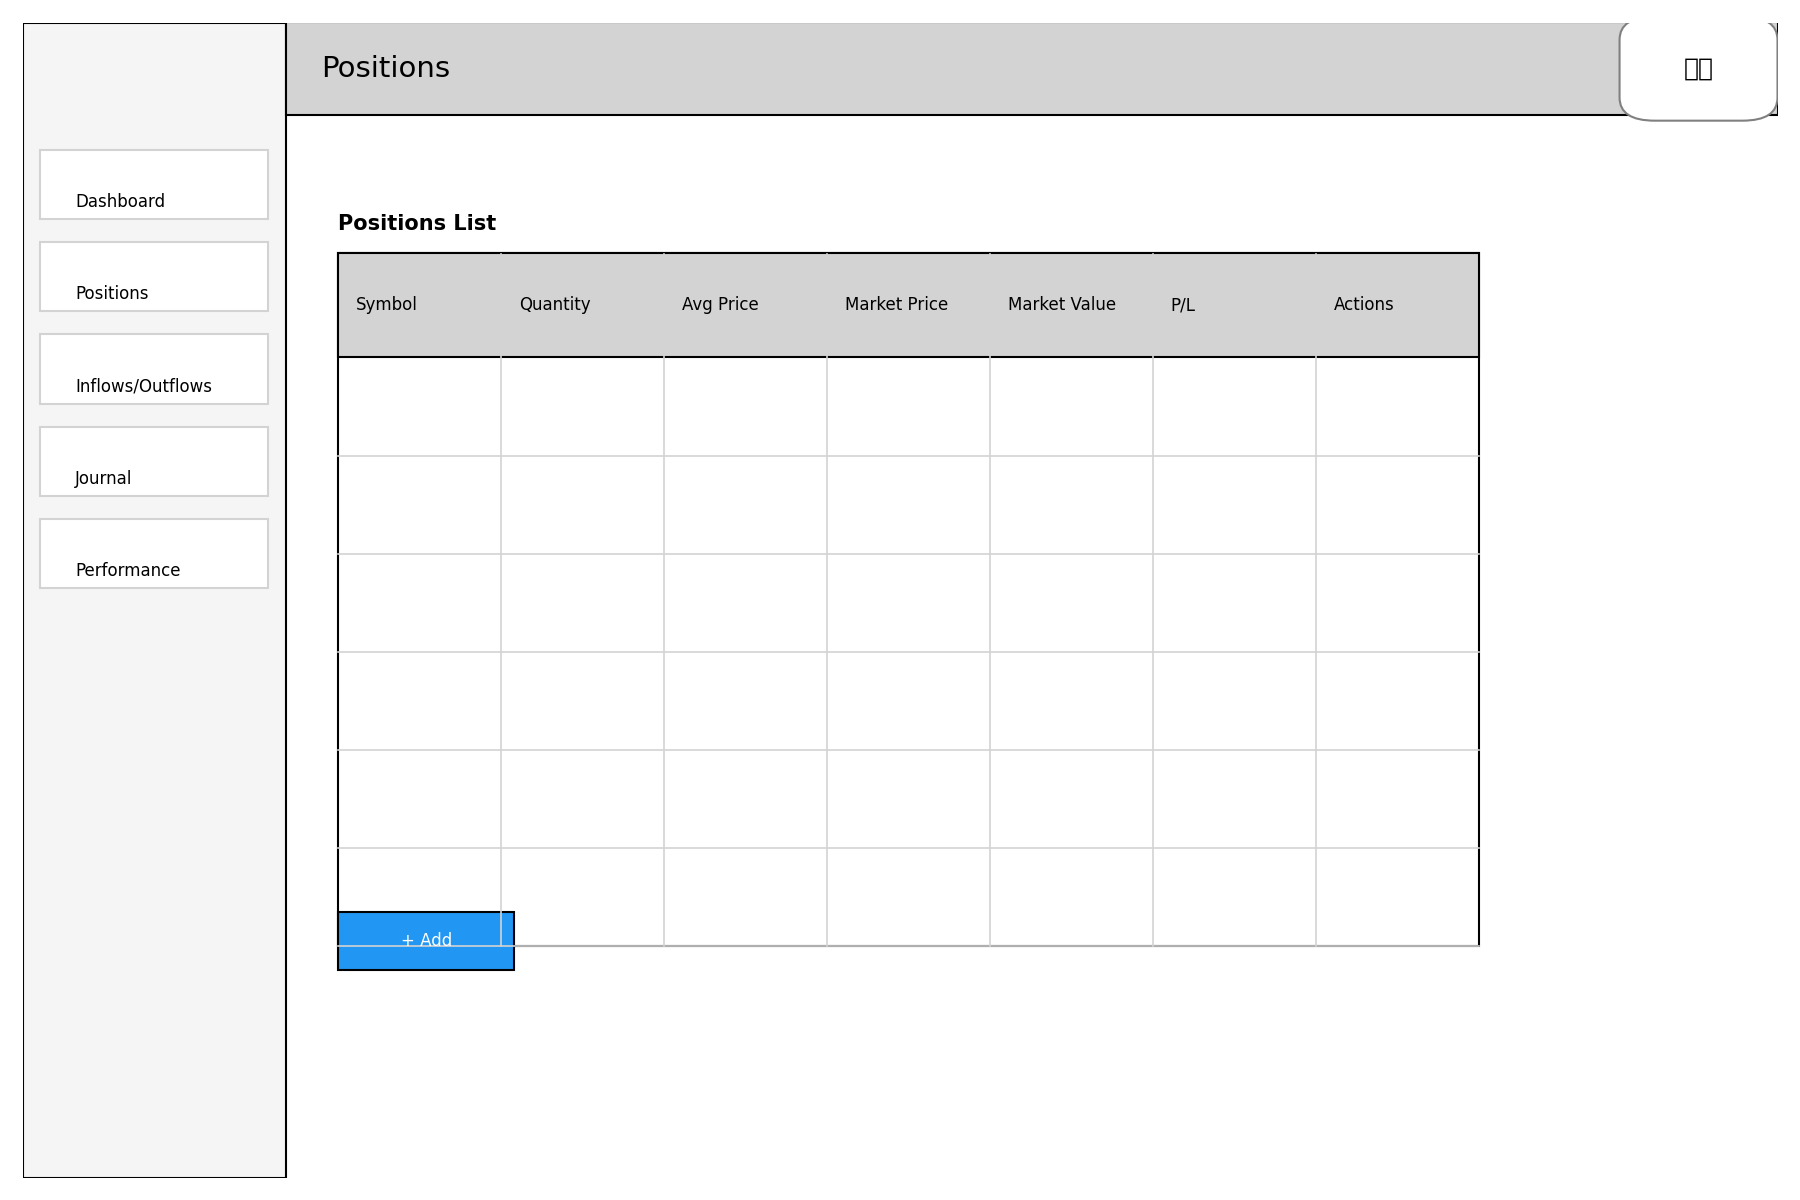 Positions
Dashboard
Positions
Inflows/Outflows
Journal
Performance
Positions List
Symbol Quantity Avg Price Market Price Market Value P/L Actions
+ Add